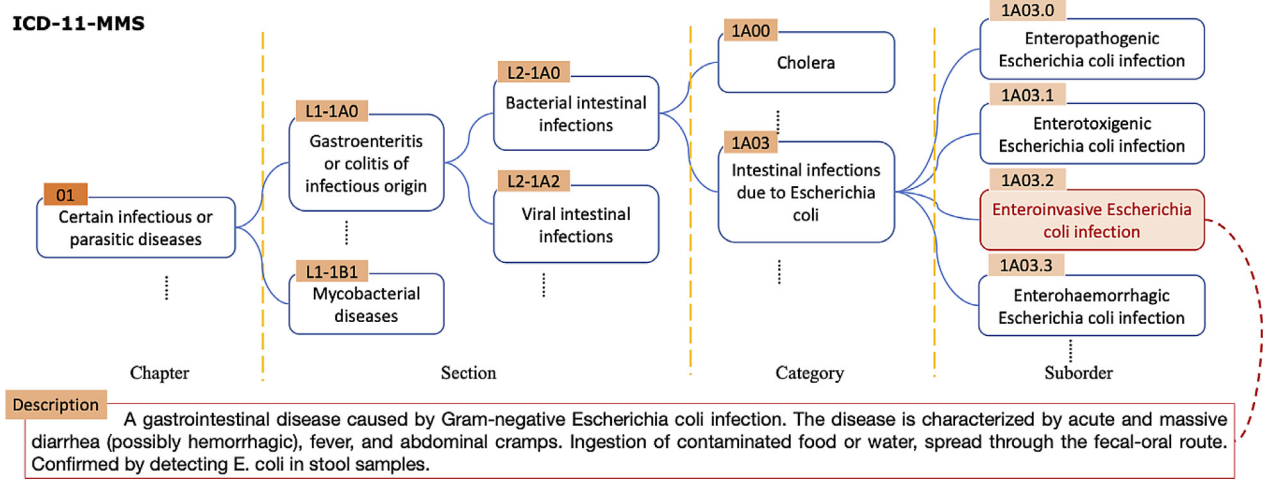 ICD-11-MMS
01
Certain infectious or
parasitic diseases
L1-1A0
Gastroenteritis
or colitis of
infectious origin
L1-1B1
Mycobacterial
diseases
L2-1A0
Bacterial intestinal
infections
L2-1A2
Viral intestinal
infections
1A00
Cholera
1A03
Intestinal infections
due to Escherichia
coli
1A03.0
Enteropathogenic
Escherichia coli infection
1A03.1
Enterotoxigenic
Escherichia coli infection
1A03.2
Enteroinvasive Escherichia
coli infection
1A03.3
Enterohaemorrhagic
Escherichia coli infection
Chapter
Section
Category
Suborder
Description
A gastrointestinal disease caused by Gram-negative Escherichia coli infection. The disease is characterized by acute and massive
diarrhea (possibly hemorrhagic), fever, and abdominal cramps. Ingestion of contaminated food or water, spread through the fecal-oral route.
Confirmed by detecting E. coli in stool samples.